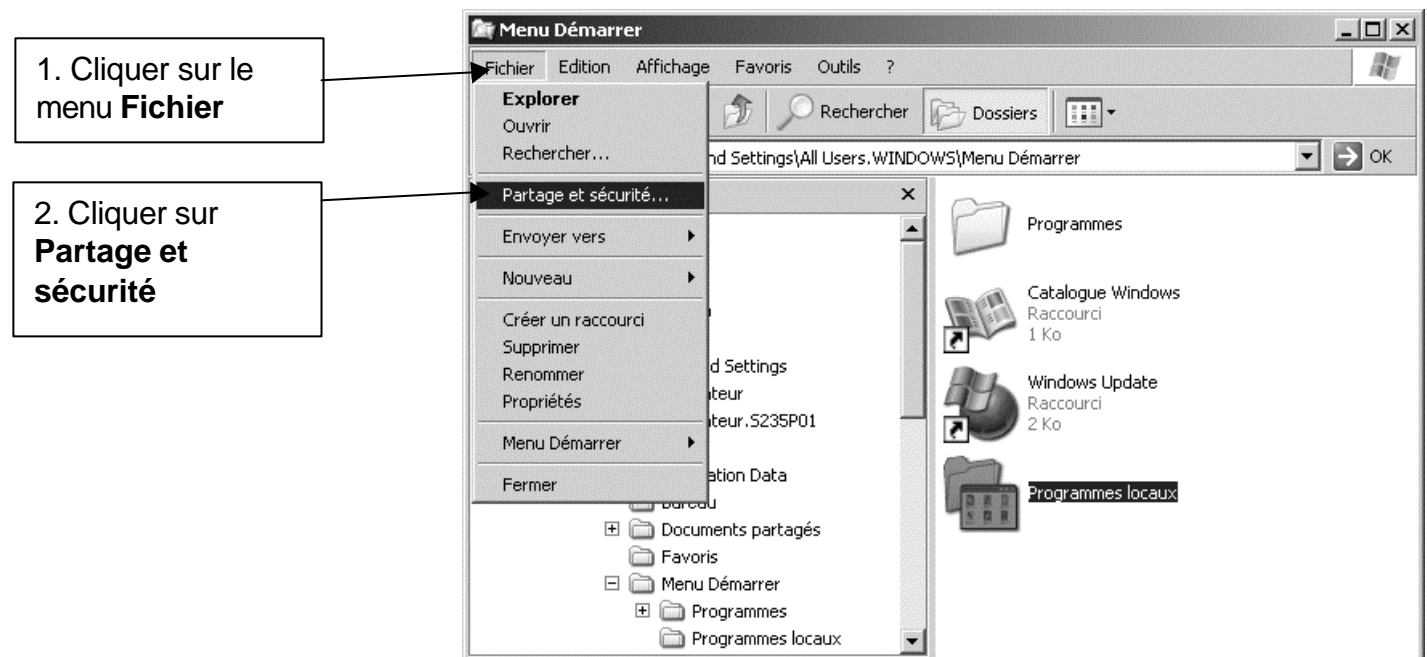 1. Cliquer sur le
menu Fichier
2. Cliquer sur
Partage et
sécurité
Menu Démarrer
Fichier Edition Affichage Favoris Outils ?
Rechercher Dossiers
nd Settings\All Users.WINDOWS\Menu Démarrer OK
Explorer
Ouvrir
Rechercher...
Partage et sécurité...
Envoyer vers
Nouveau
Créer un raccourci
Supprimer
Renommer
Propriétés
Menu Démarrer
Fermer
d Settings
ateur
ateur.S235P01
ation Data
Bureau
Documents partagés
Favoris
Menu Démarrer
Programmes
Programmes locaux
Programmes
Catalogue Windows
Raccourci
1 Ko
Windows Update
Raccourci
2 Ko
Programmes locaux